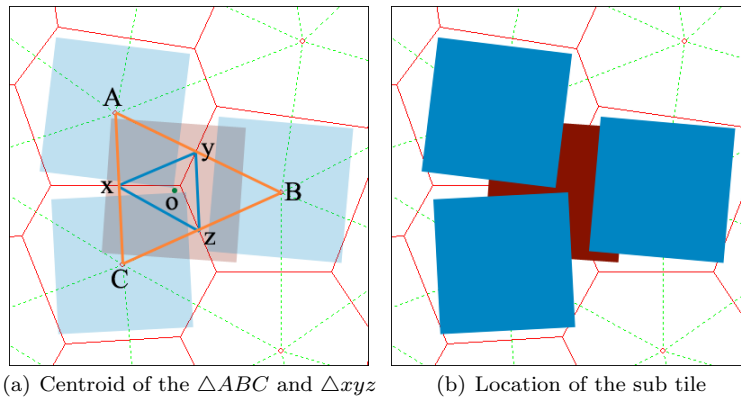 A
y
x
B
o
z
C
(a) Centroid of the △ABC and △xyz
(b) Location of the sub tile